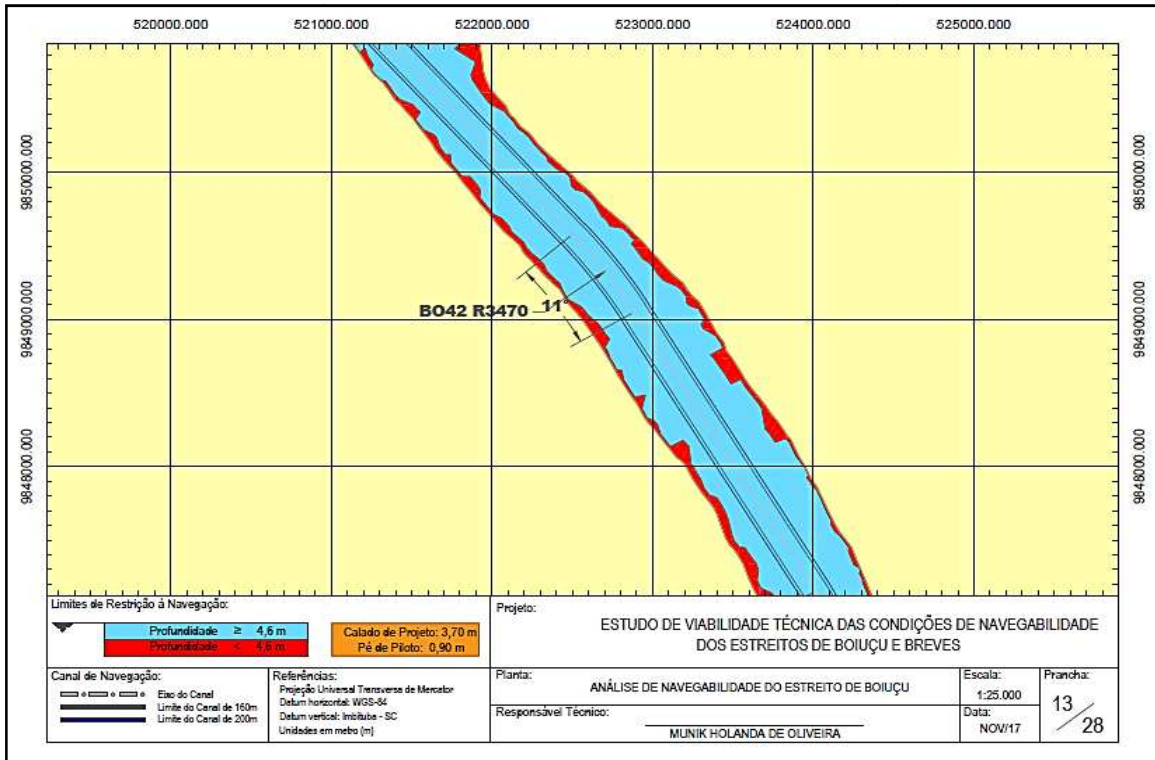 520000.000 521000.000 522000.000 523000.000 524000.000 525000.000
9850000.000
9849000.000
9848000.000
9850000.000
9849000.000
9848000.000
BO42 R3470
11°
Limites de Restrição à Navegação:
Profundidade ≥ 4,6 m
Profundidade < 4,6 m
Calado de Projeto: 3,70 m
Pé de Piloto: 0,90 m
Projeto:
ESTUDO DE VIABILIDADE TÉCNICA DAS CONDIÇÕES DE NAVEGABILIDADE
DOS ESTREITOS DE BOIUÇU E BREVES
Canal de Navegação:
Eixo do Canal
Limite do Canal de 160m
Limite do Canal de 200m
Referências:
Projeção Universal Transversa de Mercator
Datum horizontal: WGS-84
Datum vertical: Imbituba - SC
Unidades em metro (m)
Planta:
ANÁLISE DE NAVEGABILIDADE DO ESTREITO DE BOIUÇU
Responsável Técnico:
MUNIK HOLANDA DE OLIVEIRA
Escala:
1:25.000
Data:
NOV/17
Prancha:
13
28